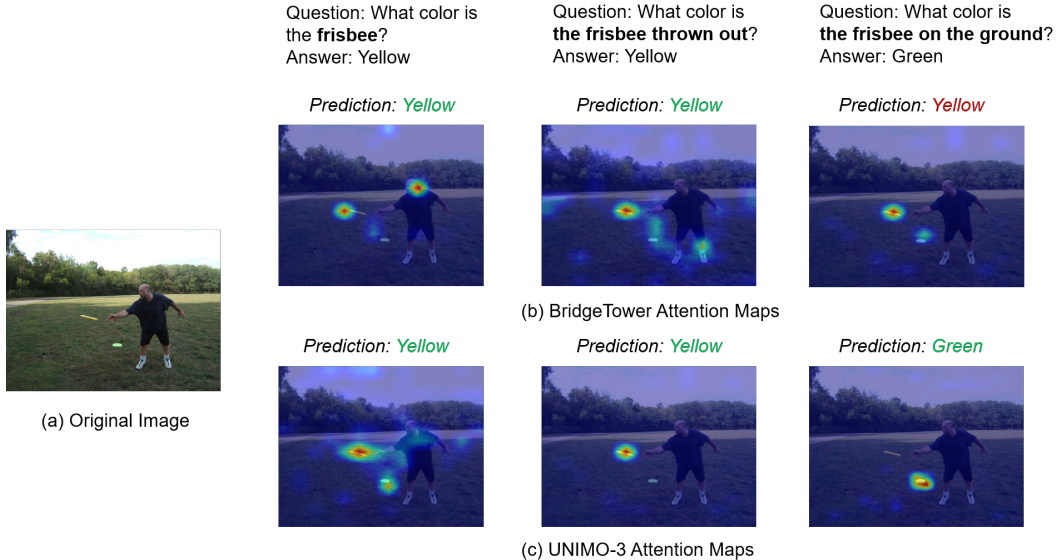 Question: What color is
the frisbee?
Answer: Yellow
Question: What color is
the frisbee thrown out?
Answer: Yellow
Question: What color is
the frisbee on the ground?
Answer: Green
Prediction: Yellow
Prediction: Yellow
Prediction: Yellow
(b) BridgeTower Attention Maps
Prediction: Yellow
Prediction: Yellow
Prediction: Green
(a) Original Image
(c) UNIMO-3 Attention Maps